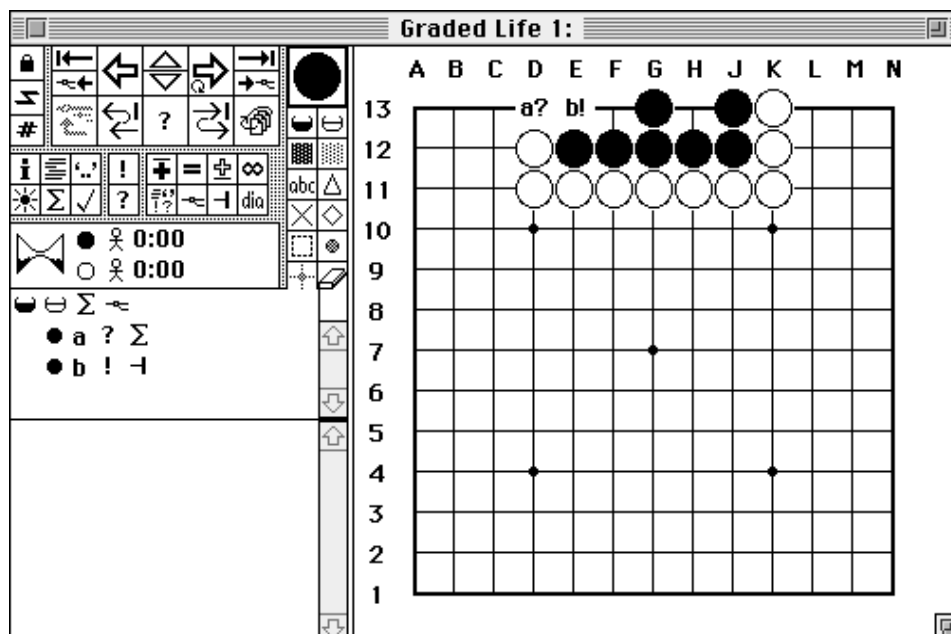 Graded Life 1:
A B C D E F G H J K L M N
13 a? b!
12
11
10
9
8
7
6
5
4
3
2
1
#
?
i ! = ∞
Σ ✓ ? dia
abc
0:00
0:00
Σ
a ? Σ
b !